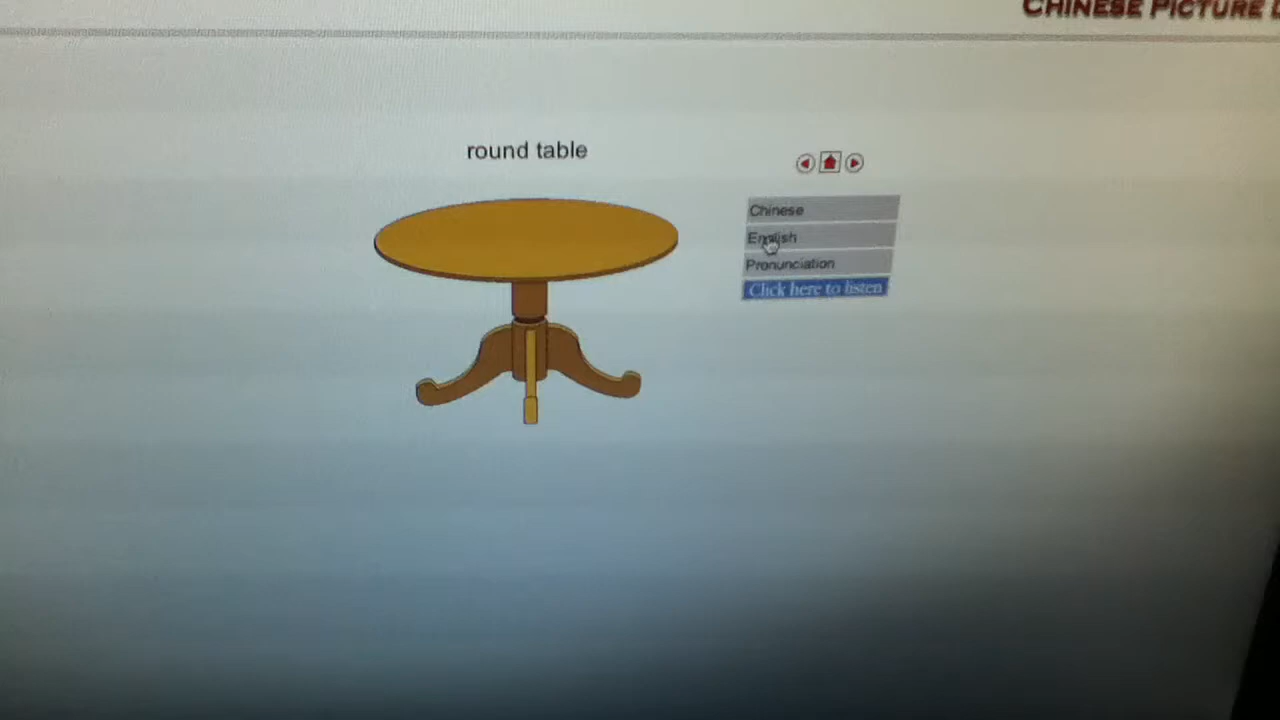 CHINESE PICTURE
round table
Chinese
English
Pronunciation
Click here to listen